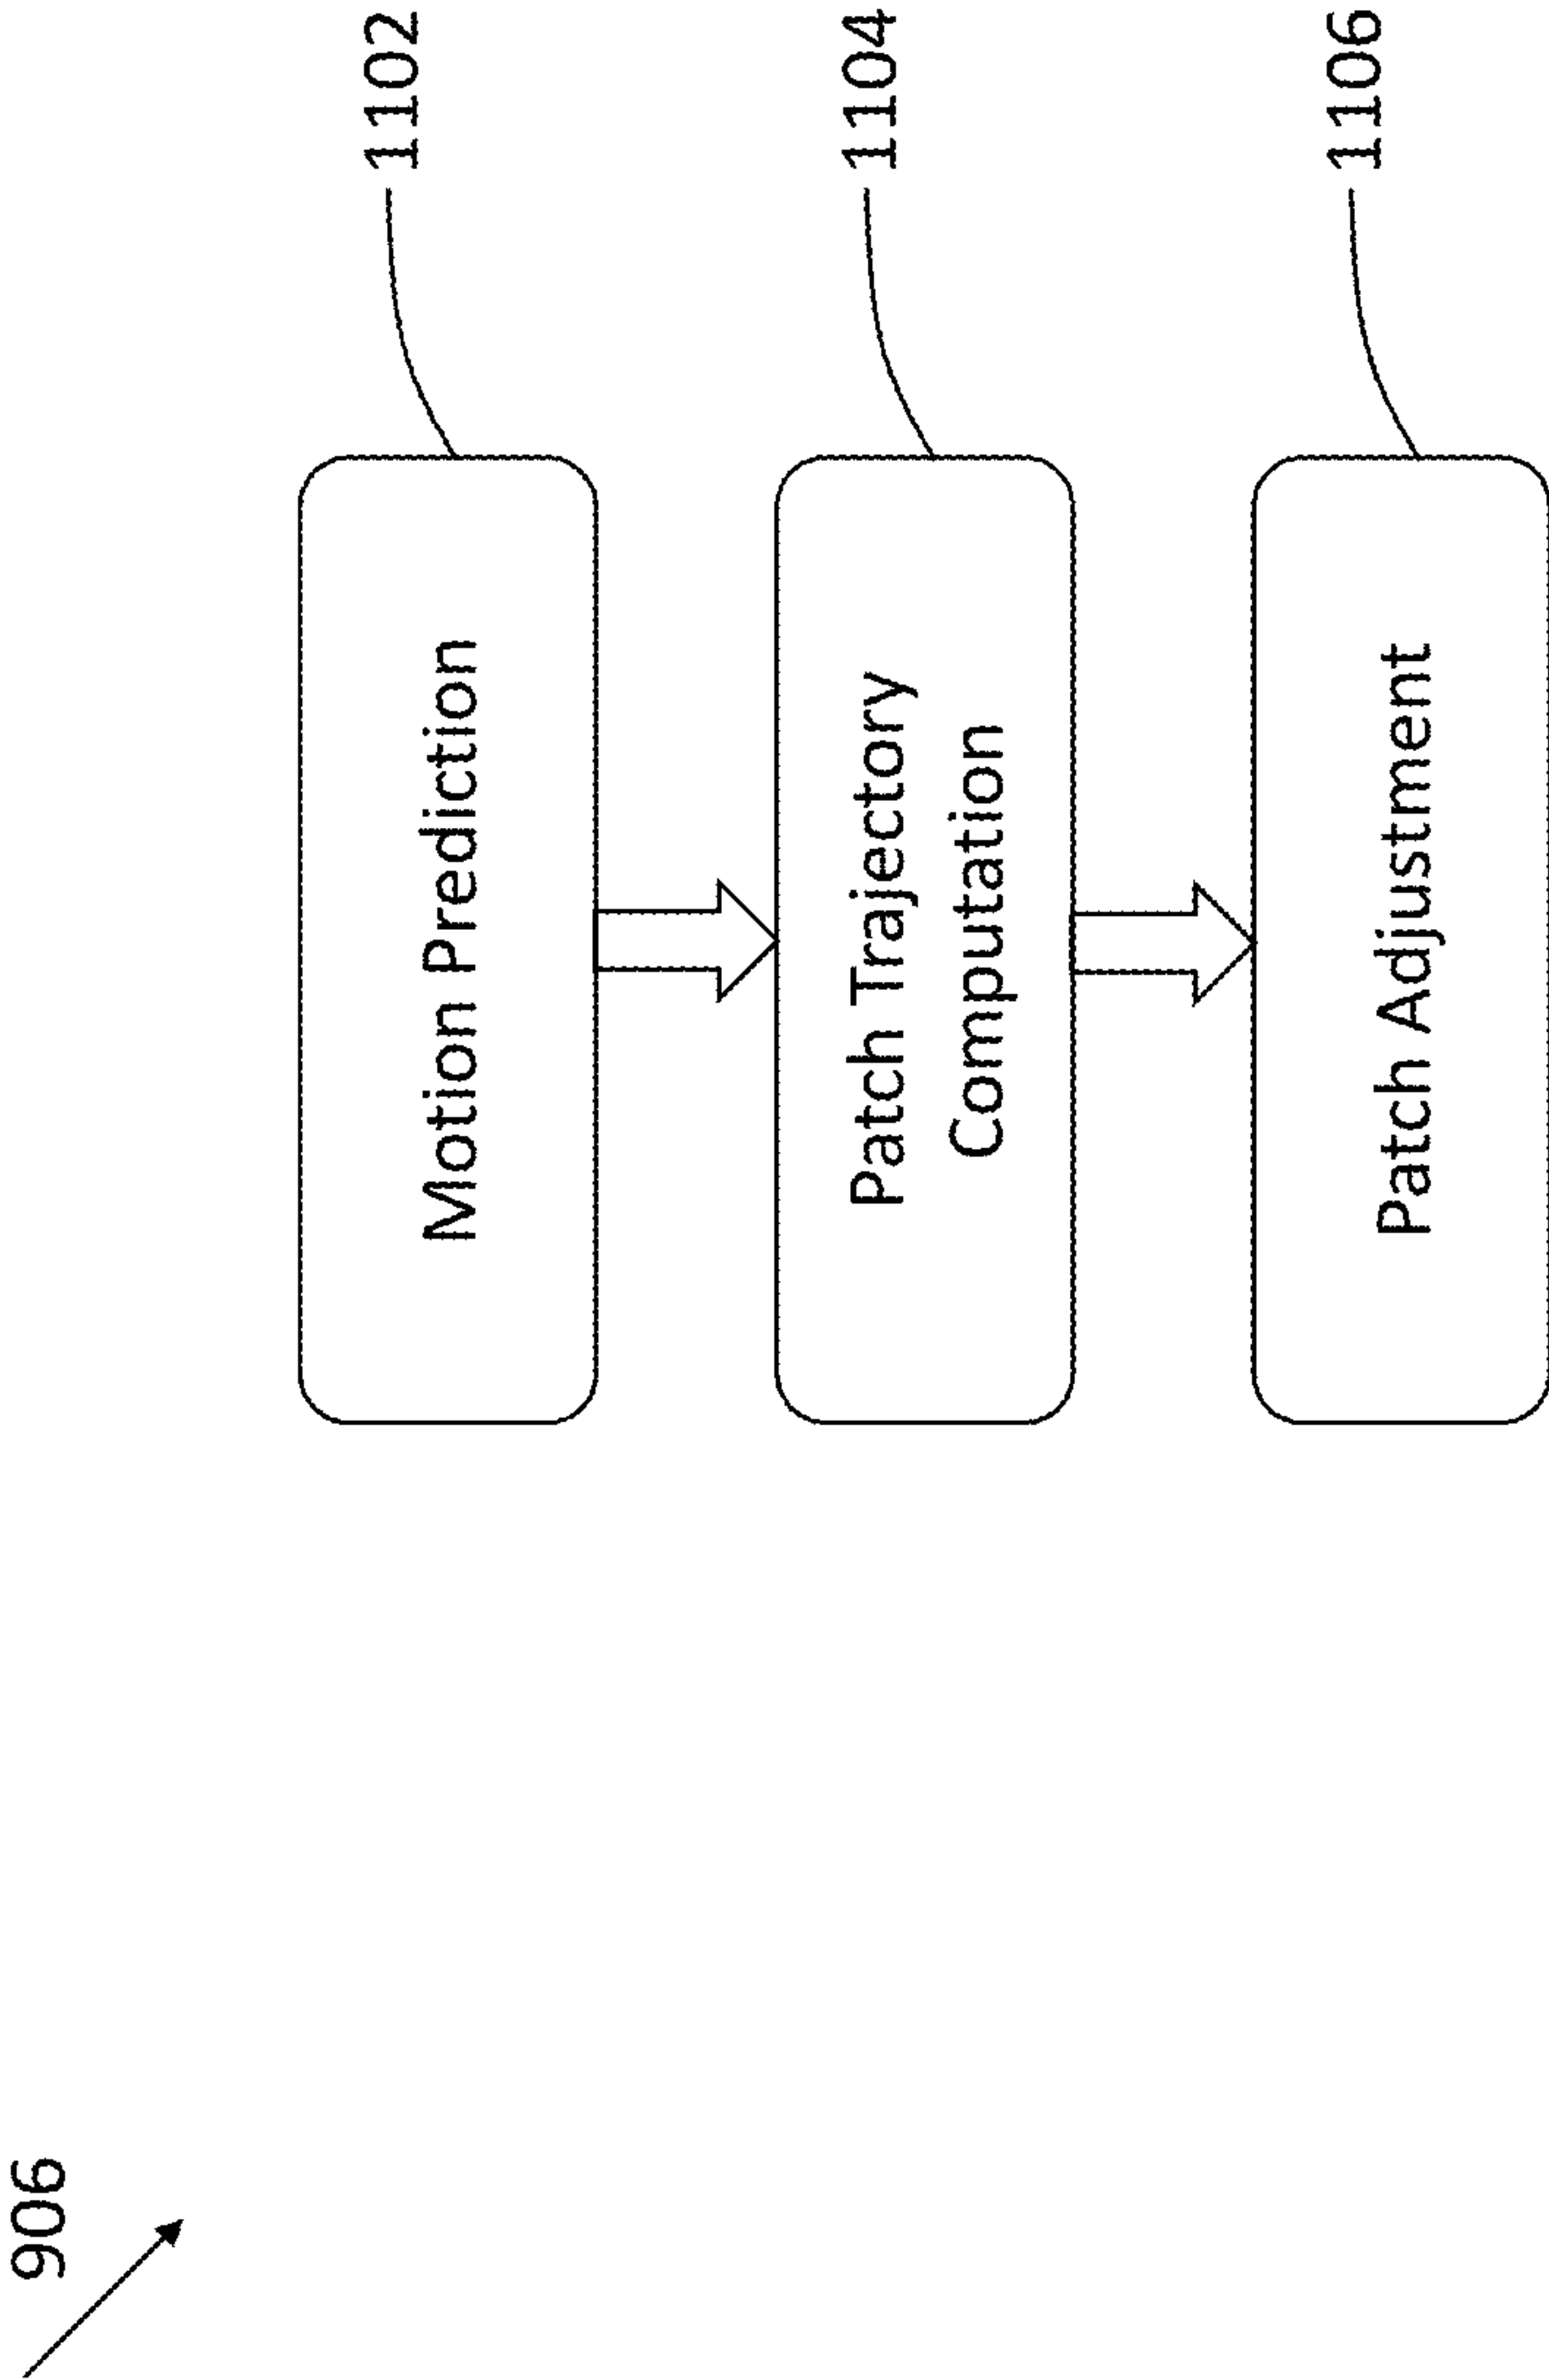 906
Motion Prediction
1102
Patch Trajectory
Computation
1104
Patch Adjustment
1106